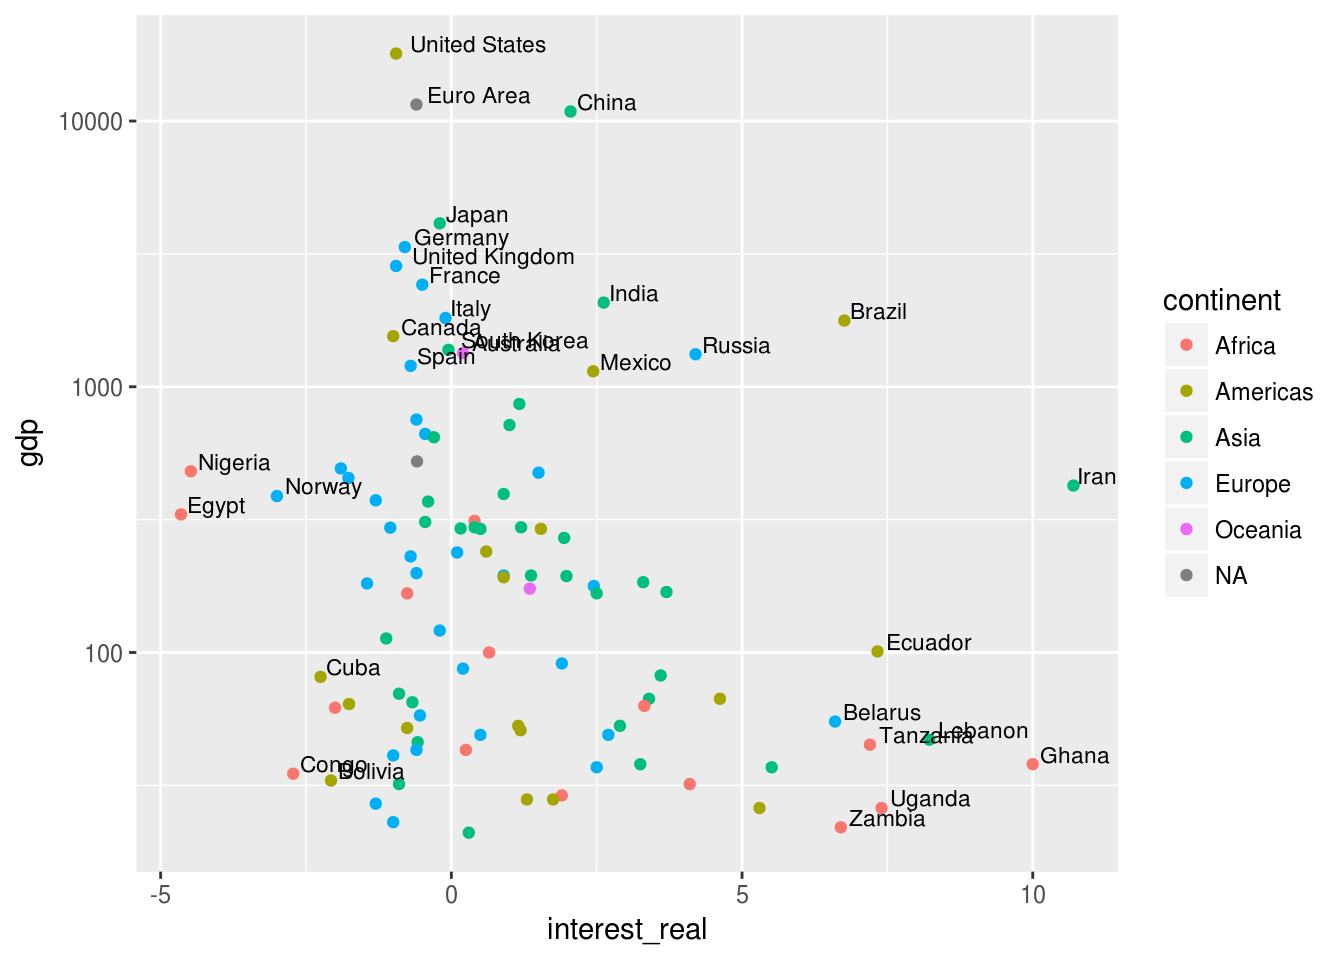 United States
Euro Area
China
10000
Japan
Germany
United Kingdom
France
India
Italy
Brazil
Canada
South Korea
Australia
Russia
Spain
Mexico
1000
gdp
Nigeria
Norway
Iran
Egypt
100
Ecuador
Cuba
Belarus
Lebanon
Tanzania
Ghana
Congo
Bolivia
Uganda
Zambia
-5
0
5
10
interest_real
continent
Africa
Americas
Asia
Europe
Oceania
NA